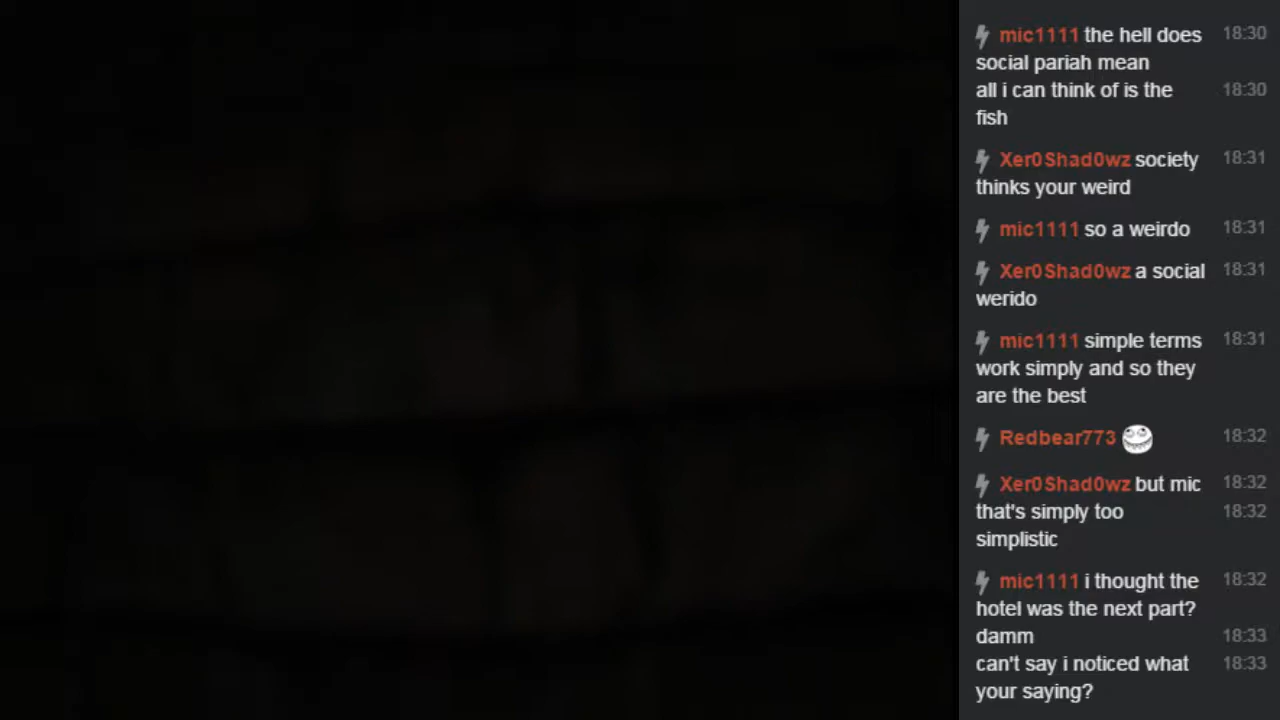 mic1111 the hell does 18:30
social pariah mean
all i can think of is the 18:30
fish
Xer0Shad0wz society 18:31
thinks your weird
mic1111 so a weirdo 18:31
Xer0Shad0wz a social 18:31
werido
mic1111 simple terms 18:31
work simply and so they
are the best
Redbear773 18:32
Xer0Shad0wz but mic 18:32
that's simply too 18:32
simplistic
mic1111 i thought the 18:32
hotel was the next part?
damm 18:33
can't say i noticed what 18:33
your saying?